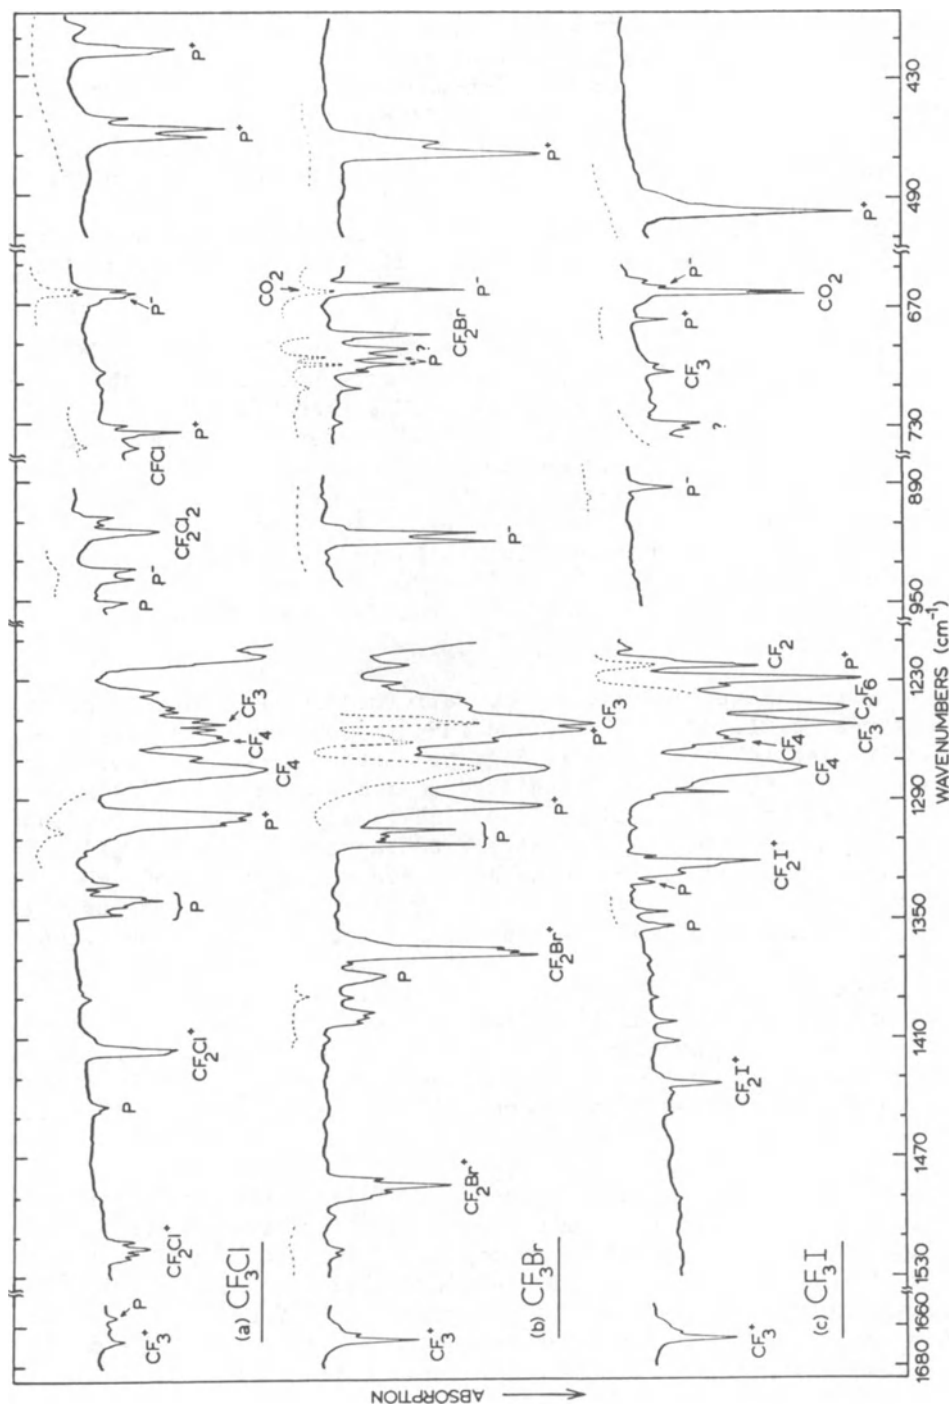 ABSORPTION
WAVENUMBERS (cm⁻¹)
1680 1660 1530 1470 1410 1350 1290 1230 950 890 730 670 490 430
(a) CF₃Cl
CF₃⁺
P
CF₂Cl⁺
P
CF₂Cl⁺
P
P⁺
CF₄
CF₄
CF₃
P
P⁻
CF₂Cl₂
CFCl
P⁺
P⁻
P⁺
P⁺
(b) CF₃Br
CF₃⁺
CF₂Br⁺
P
CF₂Br⁺
P
P⁺
P⁺
CF₃
P⁻
P
?
CF₂Br
CO₂
P⁻
P⁺
(c) CF₃I
CF₃⁺
CF₂I⁺
P
P
CF₂I⁺
CF₄
CF₄
CF₃
C₂F₆
P⁺
CF₂
P⁻
?
CF₃
P⁺
CO₂
P⁻
P⁺